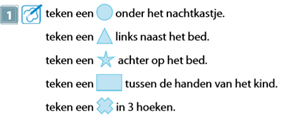 1 teken een onder het nachtkastje.
teken een links naast het bed.
teken een achter op het bed.
teken een tussen de handen van het kind.
teken een in 3 hoeken.